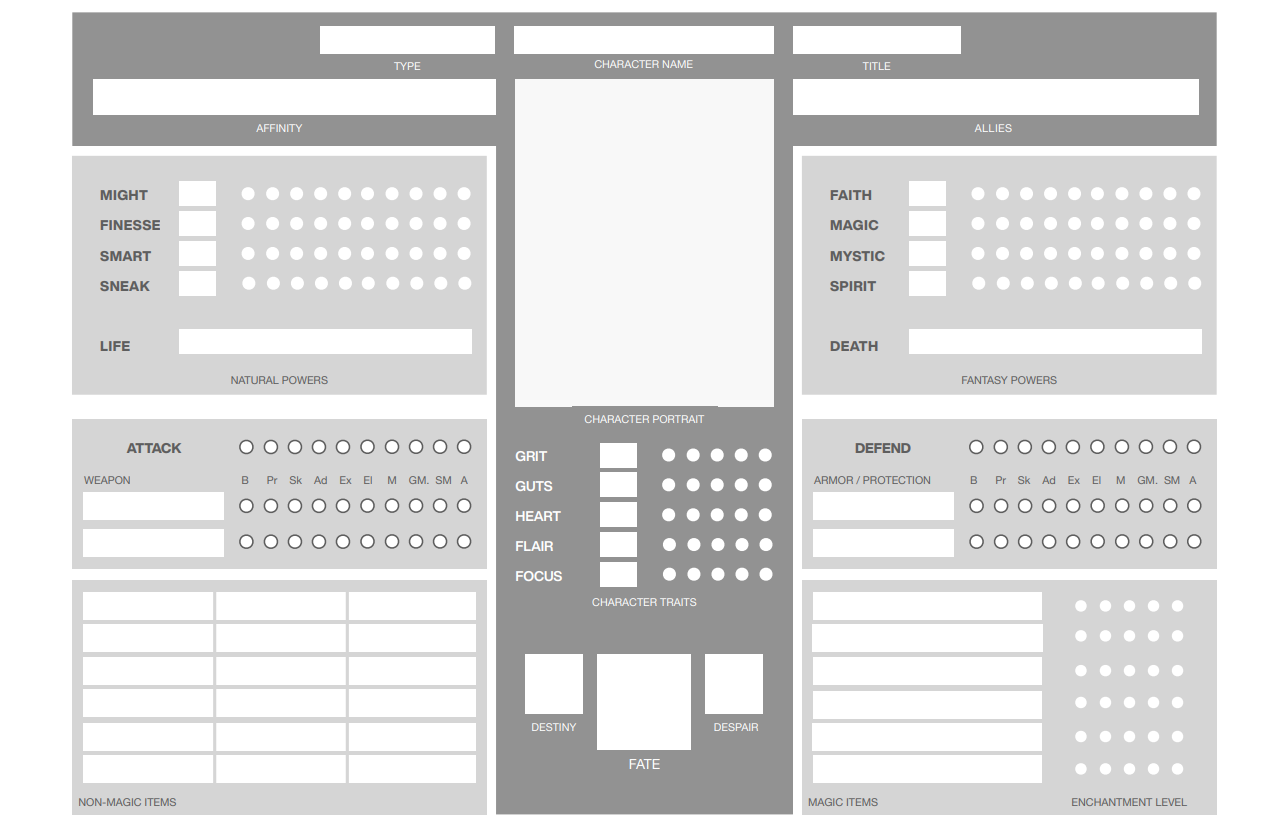 TYPE
CHARACTER NAME
TITLE
AFFINITY
ALLIES
MIGHT
FINESSE
SMART
SNEAK
LIFE
NATURAL POWERS
FAITH
MAGIC
MYSTIC
SPIRIT
DEATH
FANTASY POWERS
CHARACTER PORTRAIT
ATTACK
WEAPON B Pr Sk Ad Ex El M GM. SM A
GRIT
GUTS
HEART
FLAIR
FOCUS
CHARACTER TRAITS
DEFEND
ARMOR / PROTECTION B Pr Sk Ad Ex El M GM. SM A
NON-MAGIC ITEMS
DESTINY
FATE
DESPAIR
MAGIC ITEMS
ENCHANTMENT LEVEL